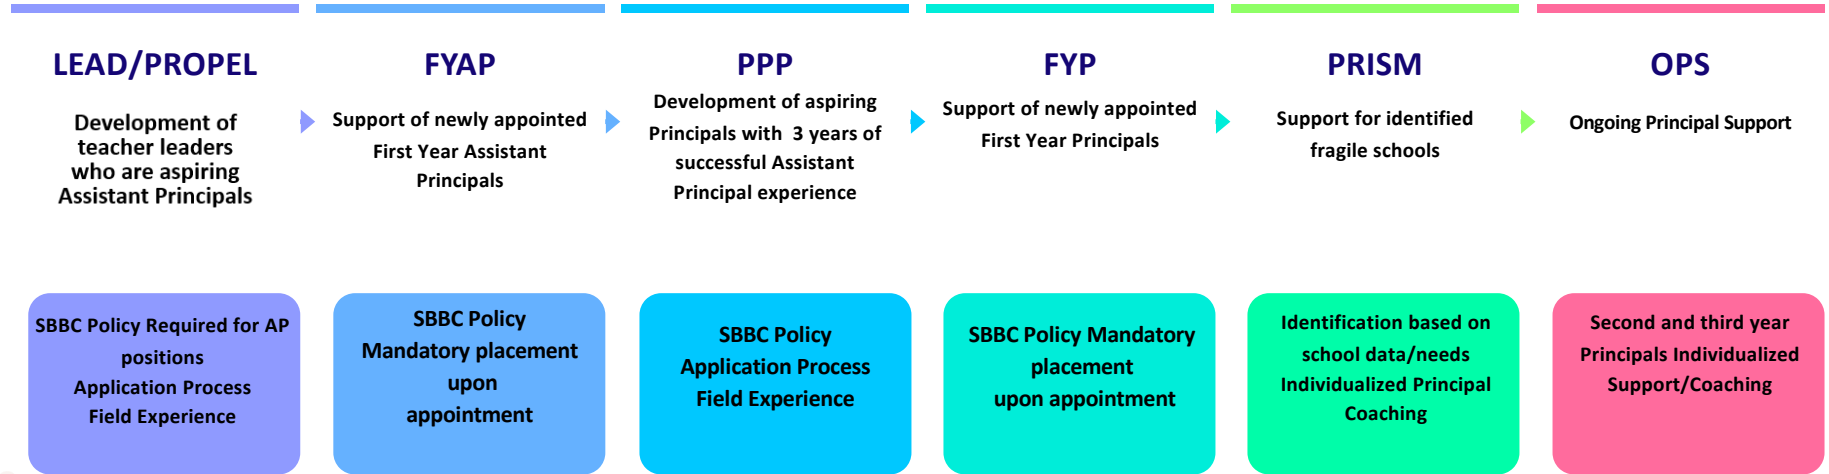 LEAD/PROPEL
Development of
teacher leaders
who are aspiring
Assistant Principals
FYAP
Support of newly appointed
First Year Assistant
Principals
PPP
Development of aspiring
Principals with 3 years of
successful Assistant
Principal experience
FYP
Support of newly appointed
First Year Principals
PRISM
Support for identified
fragile schools
OPS
Ongoing Principal Support
SBBC Policy Required for AP
positions
Application Process
Field Experience
SBBC Policy
Mandatory placement
upon
appointment
SBBC Policy
Application Process
Field Experience
SBBC Policy Mandatory
placement
upon appointment
Identification based on
school data/needs
Individualized Principal
Coaching
Second and third year
Principals Individualized
Support/Coaching